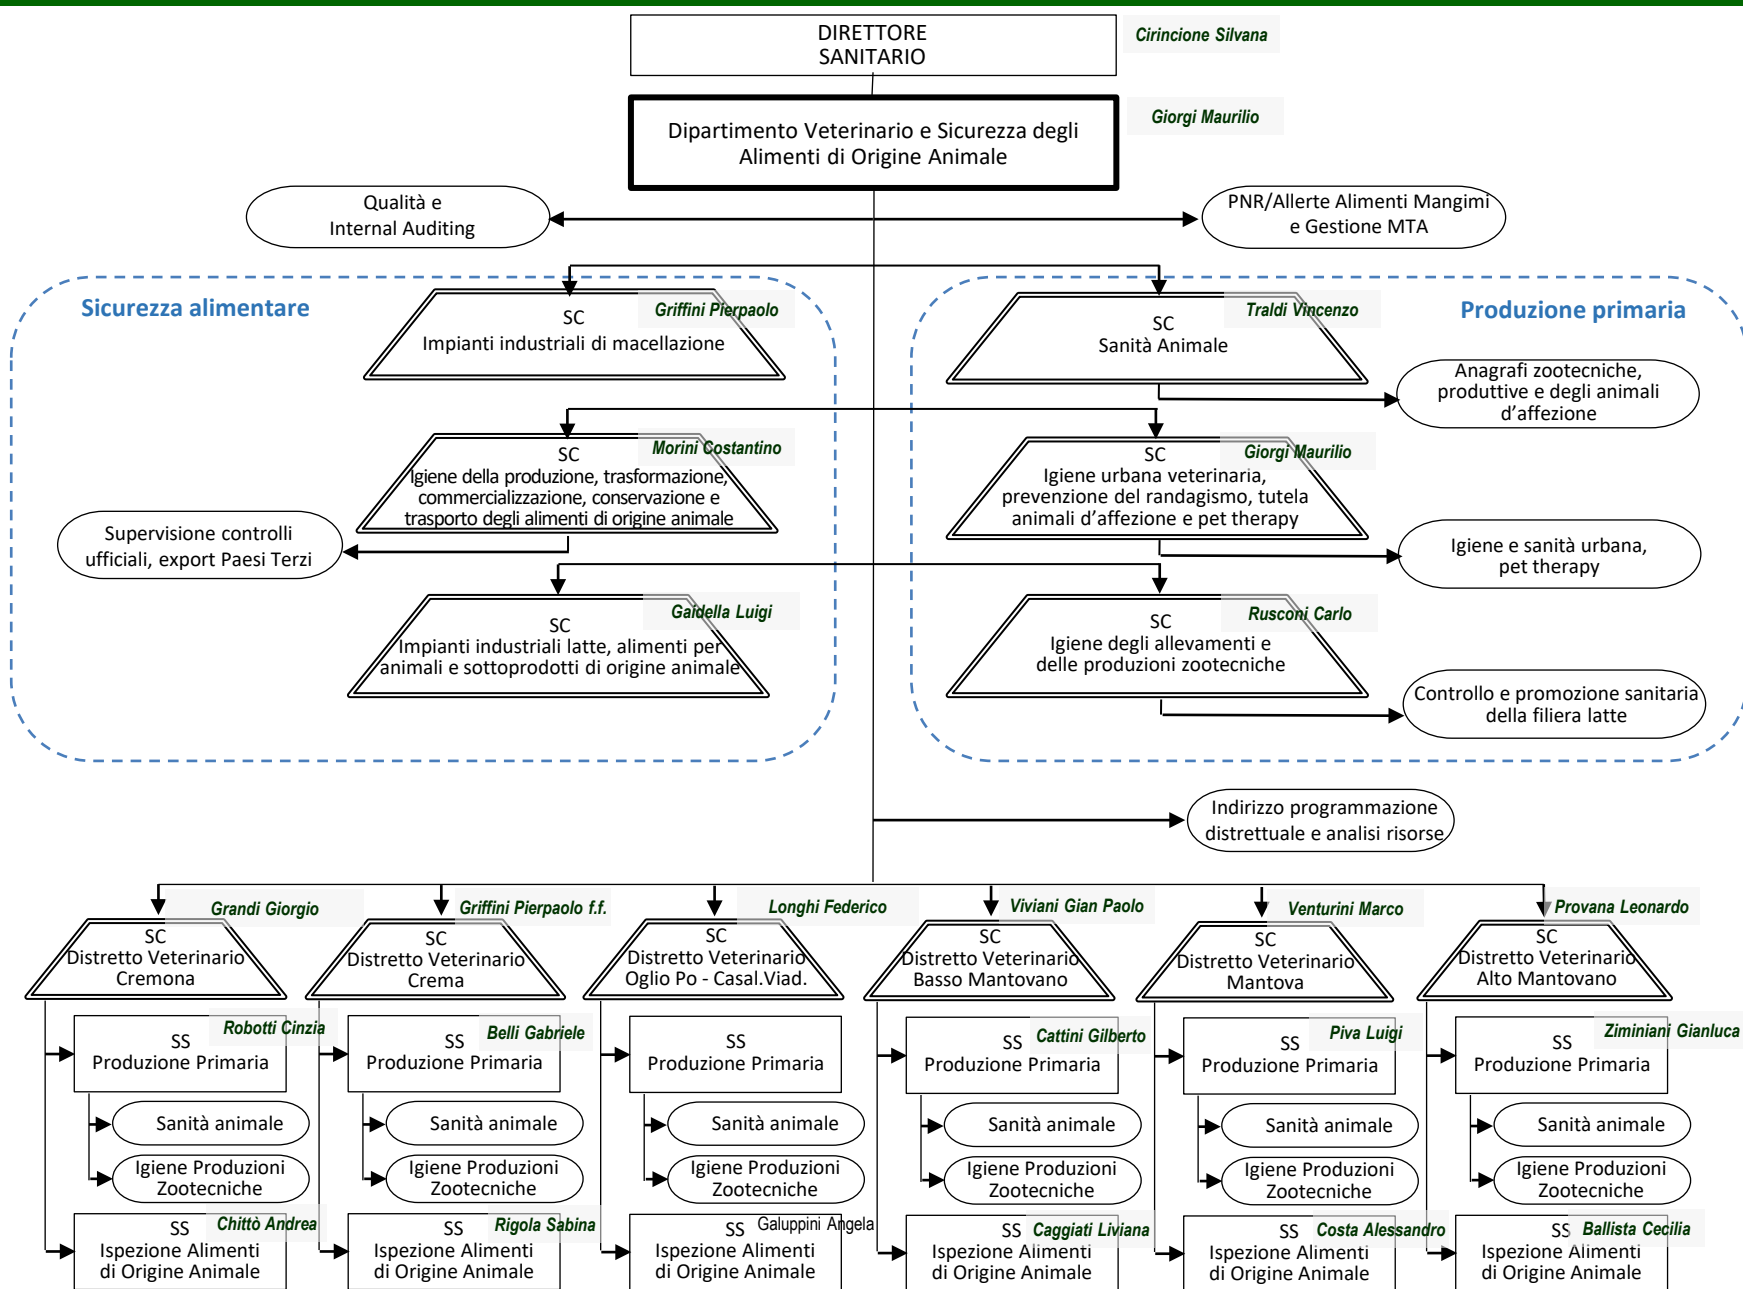 DIRETTORE
SANITARIO
Cirincione Silvana
Dipartimento Veterinario e Sicurezza degli
Alimenti di Origine Animale
Giorgi Maurilio
Qualità e
Internal Auditing
PNR/Allerte Alimenti Mangimi
e Gestione MTA
Sicurezza alimentare
Griffini Pierpaolo
SC
Impianti industriali di macellazione
Morini Costantino
SC
Igiene della produzione, trasformazione,
commercializzazione, conservazione e
trasporto degli alimenti di origine animale
Supervisione controlli
ufficiali, export Paesi Terzi
Gaidella Luigi
SC
Impianti industriali latte, alimenti per
animali e sottoprodotti di origine animale
Produzione primaria
Traldi Vincenzo
SC
Sanità Animale
Anagrafi zootecniche,
produttive e degli animali
d'affezione
Giorgi Maurilio
SC
Igiene urbana veterinaria,
prevenzione del randagismo, tutela
animali d'affezione e pet therapy
Igiene e sanità urbana,
pet therapy
Rusconi Carlo
SC
Igiene degli allevamenti e
delle produzioni zootecniche
Controllo e promozione sanitaria
della filiera latte
Indirizzo programmazione
distrettuale e analisi risorse
Grandi Giorgio
SC
Distretto Veterinario
Cremona
Robotti Cinzia
SS
Produzione Primaria
Sanità animale
Igiene Produzioni
Zootecniche
Chittò Andrea
SS
Ispezione Alimenti
di Origine Animale
Griffini Pierpaolo f.f.
SC
Distretto Veterinario
Crema
Belli Gabriele
SS
Produzione Primaria
Sanità animale
Igiene Produzioni
Zootecniche
Rigola Sabina
SS
Ispezione Alimenti
di Origine Animale
Longhi Federico
SC
Distretto Veterinario
Oglio Po - Casal.Viad.
SS
Produzione Primaria
Sanità animale
Igiene Produzioni
Zootecniche
SS Galuppini Angela
Ispezione Alimenti
di Origine Animale
Viviani Gian Paolo
SC
Distretto Veterinario
Basso Mantovano
Cattini Gilberto
SS
Produzione Primaria
Sanità animale
Igiene Produzioni
Zootecniche
Caggiati Liviana
SS
Ispezione Alimenti
di Origine Animale
Venturini Marco
SC
Distretto Veterinario
Mantova
Piva Luigi
SS
Produzione Primaria
Sanità animale
Igiene Produzioni
Zootecniche
Costa Alessandro
SS
Ispezione Alimenti
di Origine Animale
Provana Leonardo
SC
Distretto Veterinario
Alto Mantovano
Ziminiani Gianluca
SS
Produzione Primaria
Sanità animale
Igiene Produzioni
Zootecniche
Ballista Cecilia
SS
Ispezione Alimenti
di Origine Animale